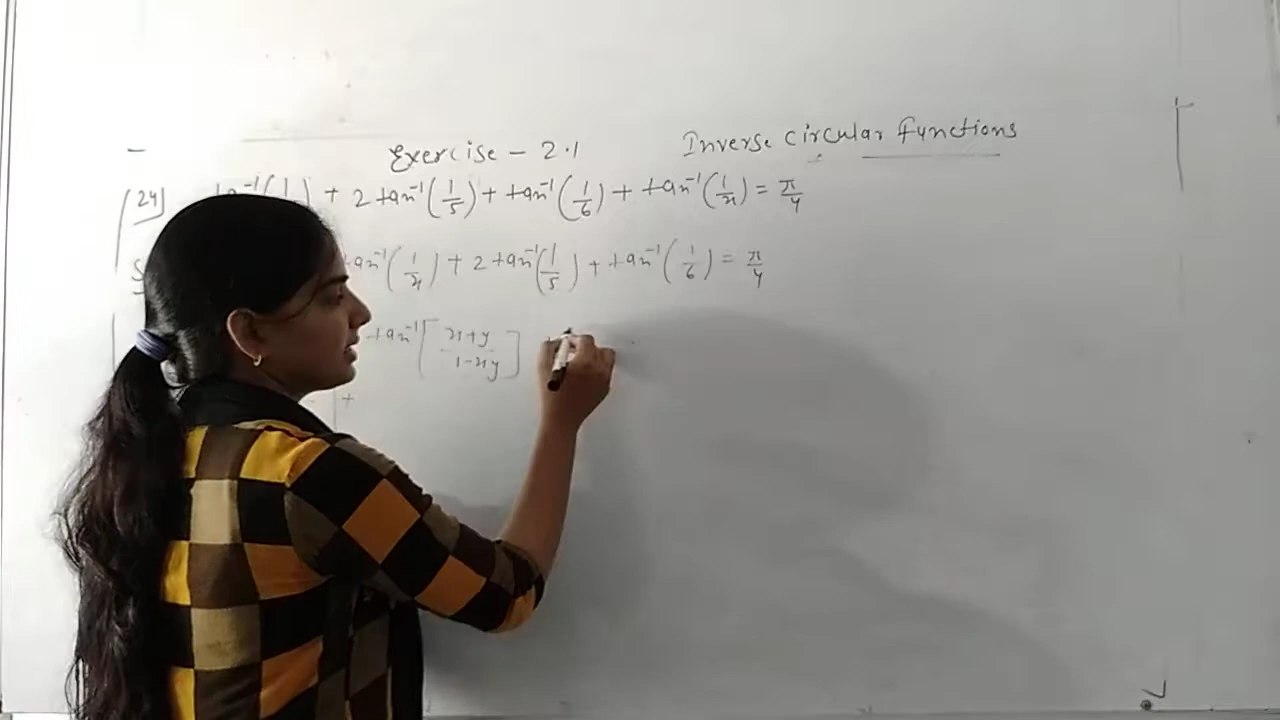 Exercise - 2.1 Inverse circular functions
24) + 2 tan⁻¹(1/5) + tan⁻¹(1/6) + tan⁻¹(1/x) = π/4
tan⁻¹(1/x) + 2 tan⁻¹(1/5) + tan⁻¹(1/6) = π/4
tan⁻¹[x+y / 1-xy]
+